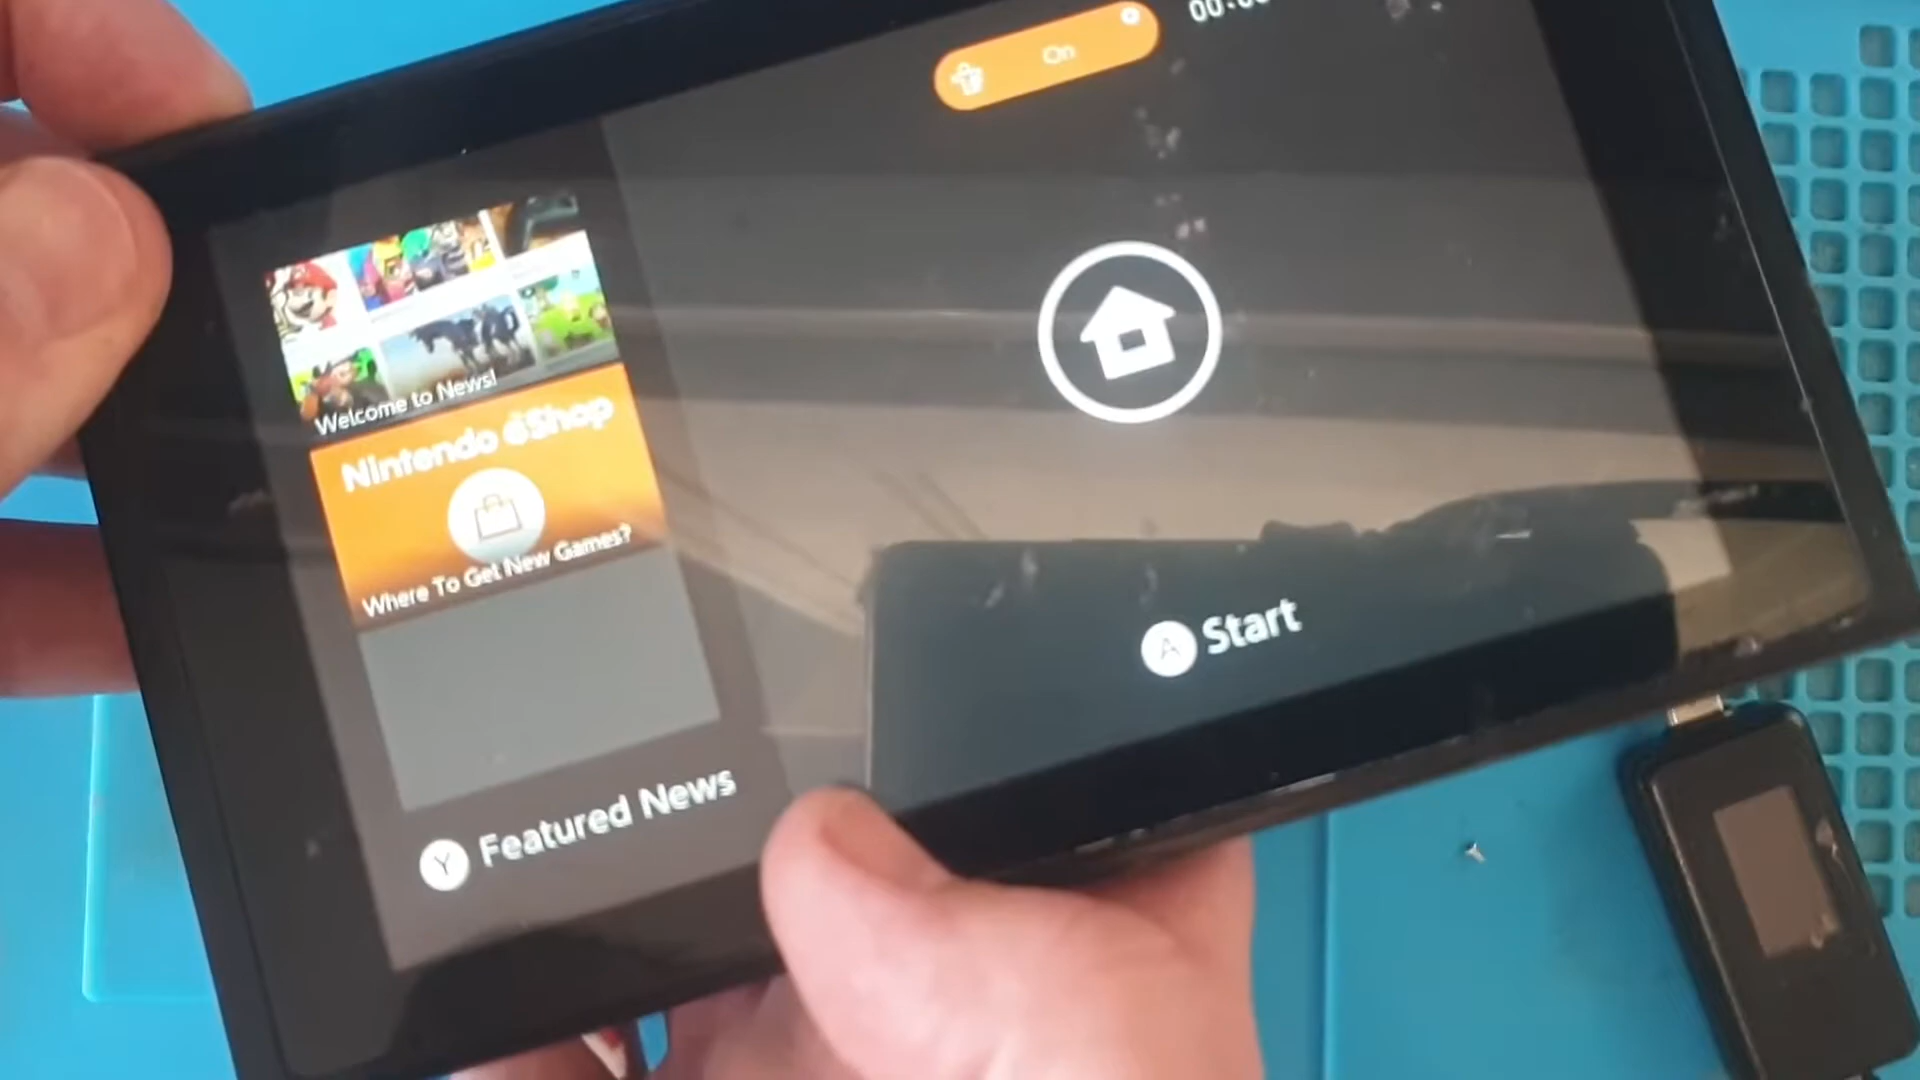 On
Welcome to News!
Nintendo eShop
Where To Get New Games?
A Start
Y Featured News